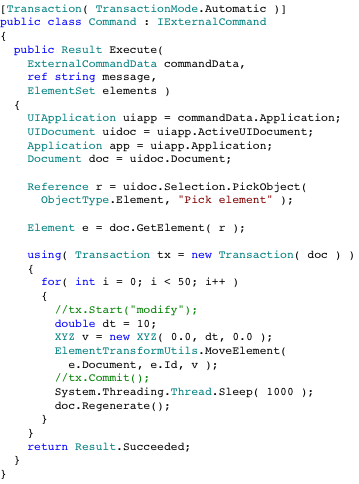 [Transaction( TransactionMode.Automatic )]
public class Command : IExternalCommand
{
  public Result Execute(
    ExternalCommandData commandData,
    ref string message,
    ElementSet elements )
  {
    UIApplication uiapp = commandData.Application;
    UIDocument uidoc = uiapp.ActiveUIDocument;
    Application app = uiapp.Application;
    Document doc = uidoc.Document;

    Reference r = uidoc.Selection.PickObject(
      ObjectType.Element, "Pick element" );

    Element e = doc.GetElement( r );

    using( Transaction tx = new Transaction( doc ) )
    {
      for( int i = 0; i < 50; i++ )
      {
        //tx.Start("modify");
        double dt = 10;
        XYZ v = new XYZ( 0.0, dt, 0.0 );
        ElementTransformUtils.MoveElement(
          e.Document, e.Id, v );
        //tx.Commit();
        System.Threading.Thread.Sleep( 1000 );
        doc.Regenerate();
      }
    }
    return Result.Succeeded;
  }
}